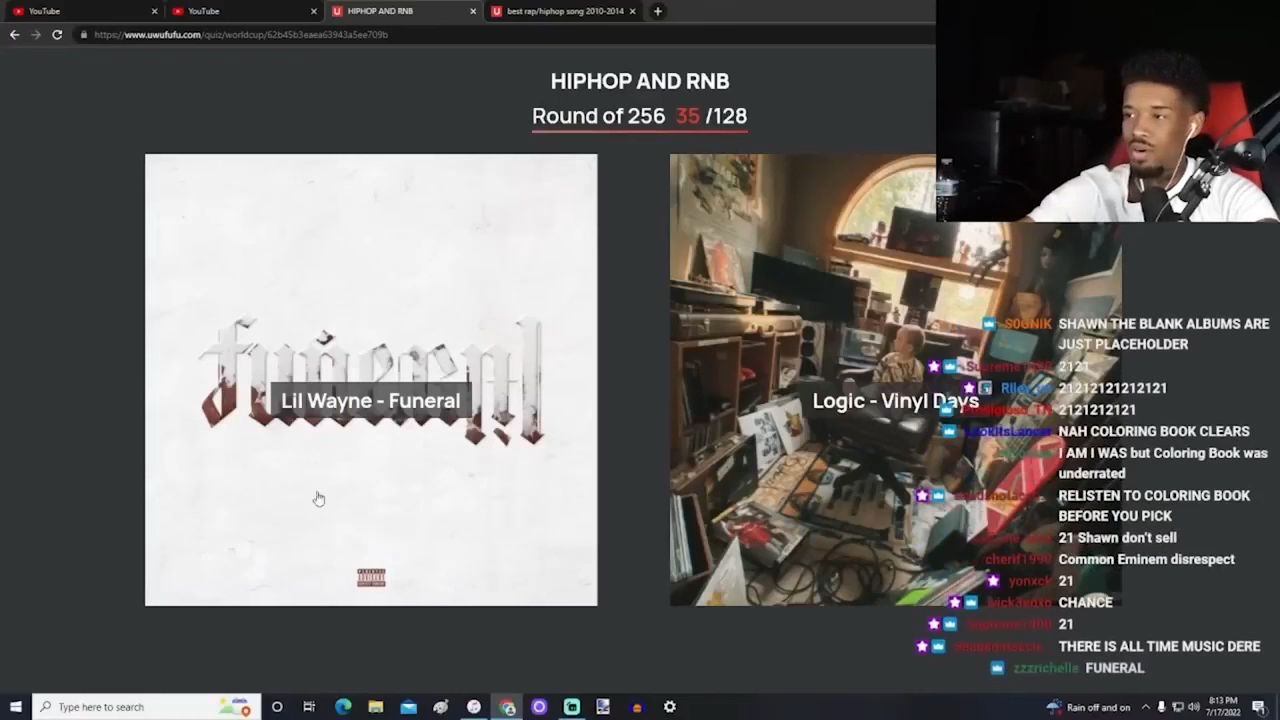 YouTube
YouTube
HIPHOP AND RNB
best rap/hiphop song 2010-2014
https://www.uwufufu.com/quiz/worldcup/62b45b3eaea63943a5ee709b
HIPHOP AND RNB
Round of 256 35 /128
funeral
Lil Wayne - Funeral
Logic - Vinyl Days
S0GNIK SHAWN THE BLANK ALBUMS ARE
JUST PLACEHOLDER
2121
21212121212121
2121212121
NAH COLORING BOOK CLEARS
I AM I WAS but Coloring Book was
underrated
RELISTEN TO COLORING BOOK
BEFORE YOU PICK
21 Shawn don't sell
Common Eminem disrespect
yonxck 21
CHANCE
21
THERE IS ALL TIME MUSIC DERE
zzzrichella FUNERAL
Type here to search
Rain off and on
8:13 PM
7/17/2022